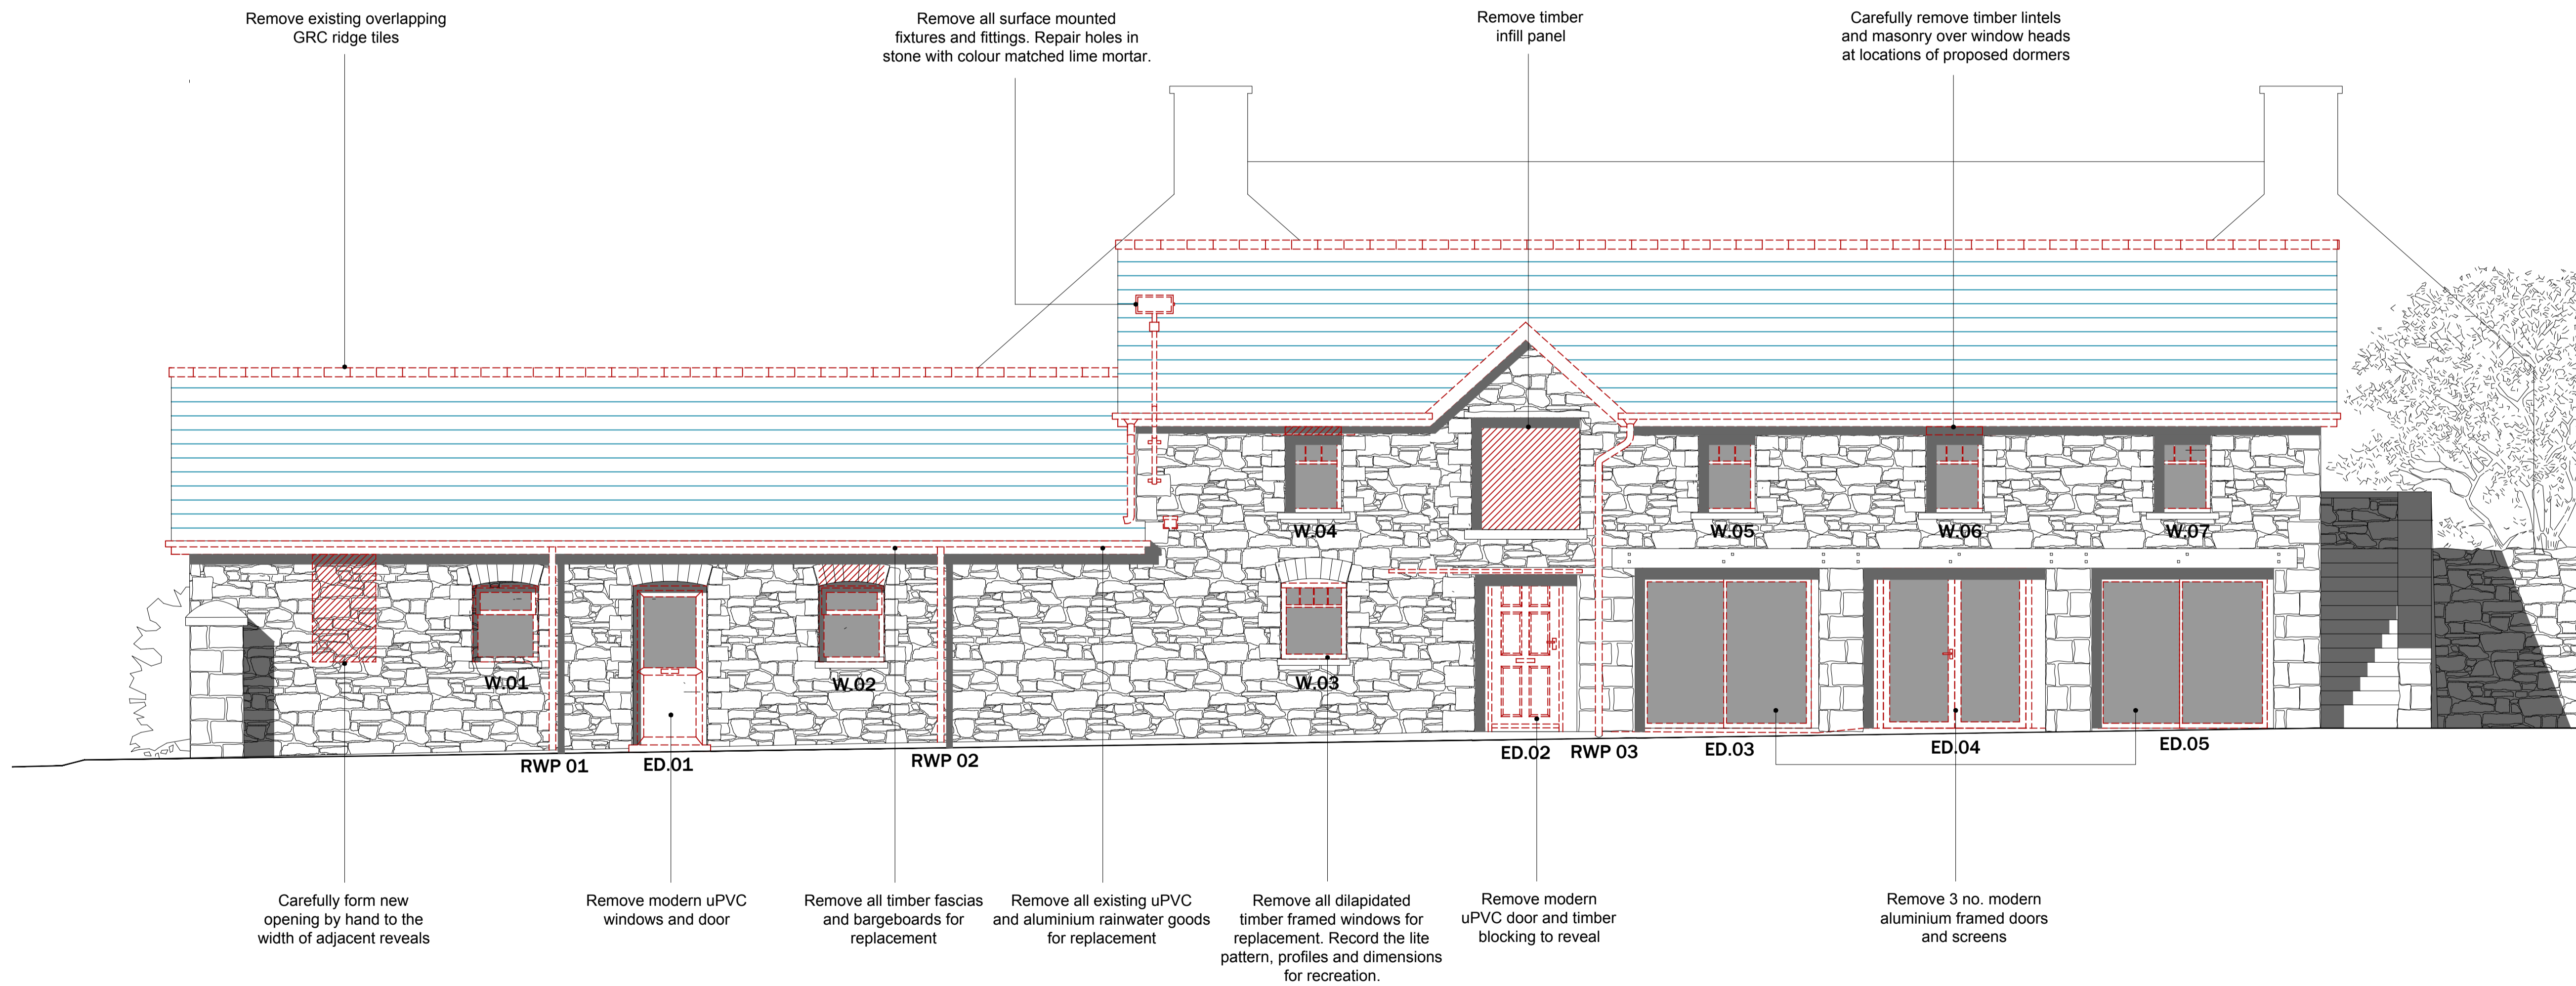 Remove existing overlapping
GRC ridge tiles
Remove all surface mounted
fixtures and fittings. Repair holes in
stone with colour matched lime mortar.
Remove timber
infill panel
Carefully remove timber lintels
and masonry over window heads
at locations of proposed dormers
W.04
W.05
W.06
W.07
W.01
W.02
W.03
RWP 01
ED.01
RWP 02
ED.02
RWP 03
ED.03
ED.04
ED.05
Carefully form new
opening by hand to the
width of adjacent reveals
Remove modern uPVC
windows and door
Remove all timber fascias
and bargeboards for
replacement
Remove all existing uPVC
and aluminium rainwater goods
for replacement
Remove all dilapidated
timber framed windows for
replacement. Record the lite
pattern, profiles and dimensions
for recreation.
Remove modern
uPVC door and timber
blocking to reveal
Remove 3 no. modern
aluminium framed doors
and screens